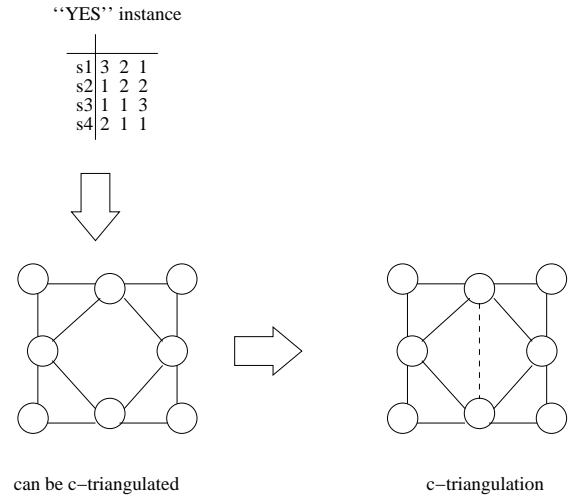 ‘‘YES’’ instance
s1 3 2 1
s2 1 2 2
s3 1 1 3
s4 2 1 1
can be c−triangulated
c−triangulation